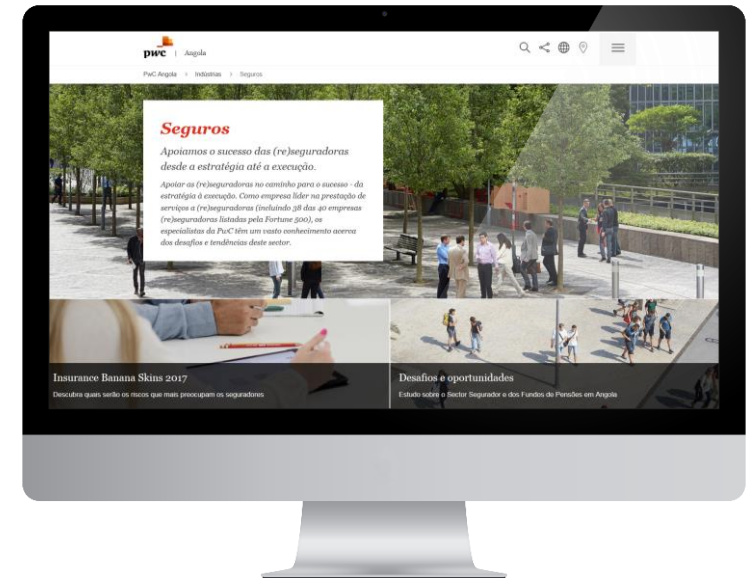 pwc | Angola
PwC Angola > Indústrias > Seguros
Seguros
Apoiamos o sucesso das (re)seguradoras
desde a estratégia até a execução.
Apoiar as (re)seguradoras no caminho para o sucesso - da
estratégia à execução. Como empresa líder na prestação de
serviços a (re)seguradoras (incluindo 38 das 40 empresas
(re)seguradoras listadas pela Fortune 500), os
especialistas da PwC têm um vasto conhecimento acerca
dos desafios e tendências deste sector.
Insurance Banana Skins 2017
Descubra quais serão os riscos que mais preocupam os seguradores
Desafios e oportunidades
Estudo sobre o Sector Segurador e dos Fundos de Pensões em Angola